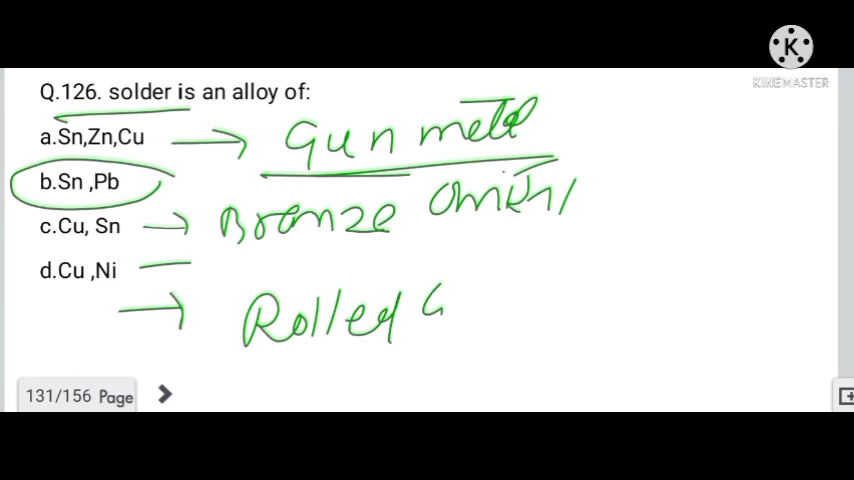 K
KINEMASTER
Q.126. solder is an alloy of:
a.Sn,Zn,Cu → Gun metal
b.Sn ,Pb
c.Cu, Sn → Bronze
d.Cu ,Ni
→ Rolled G
131/156 Page